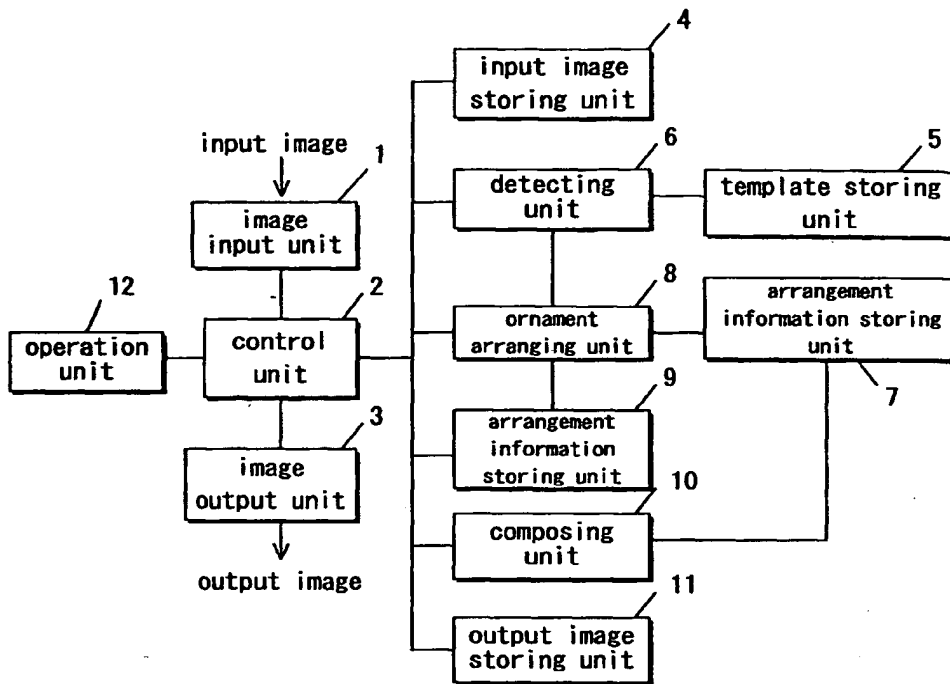 4
input image
storing unit
input image
1
6
5
image
input unit
detecting
unit
template storing
unit
12
2
8
operation
unit
control
unit
ornament
arranging unit
arrangement
information storing
unit
7
3
9
image
output unit
arrangement
information
storing unit
10
composing
unit
output image
11
output image
storing unit